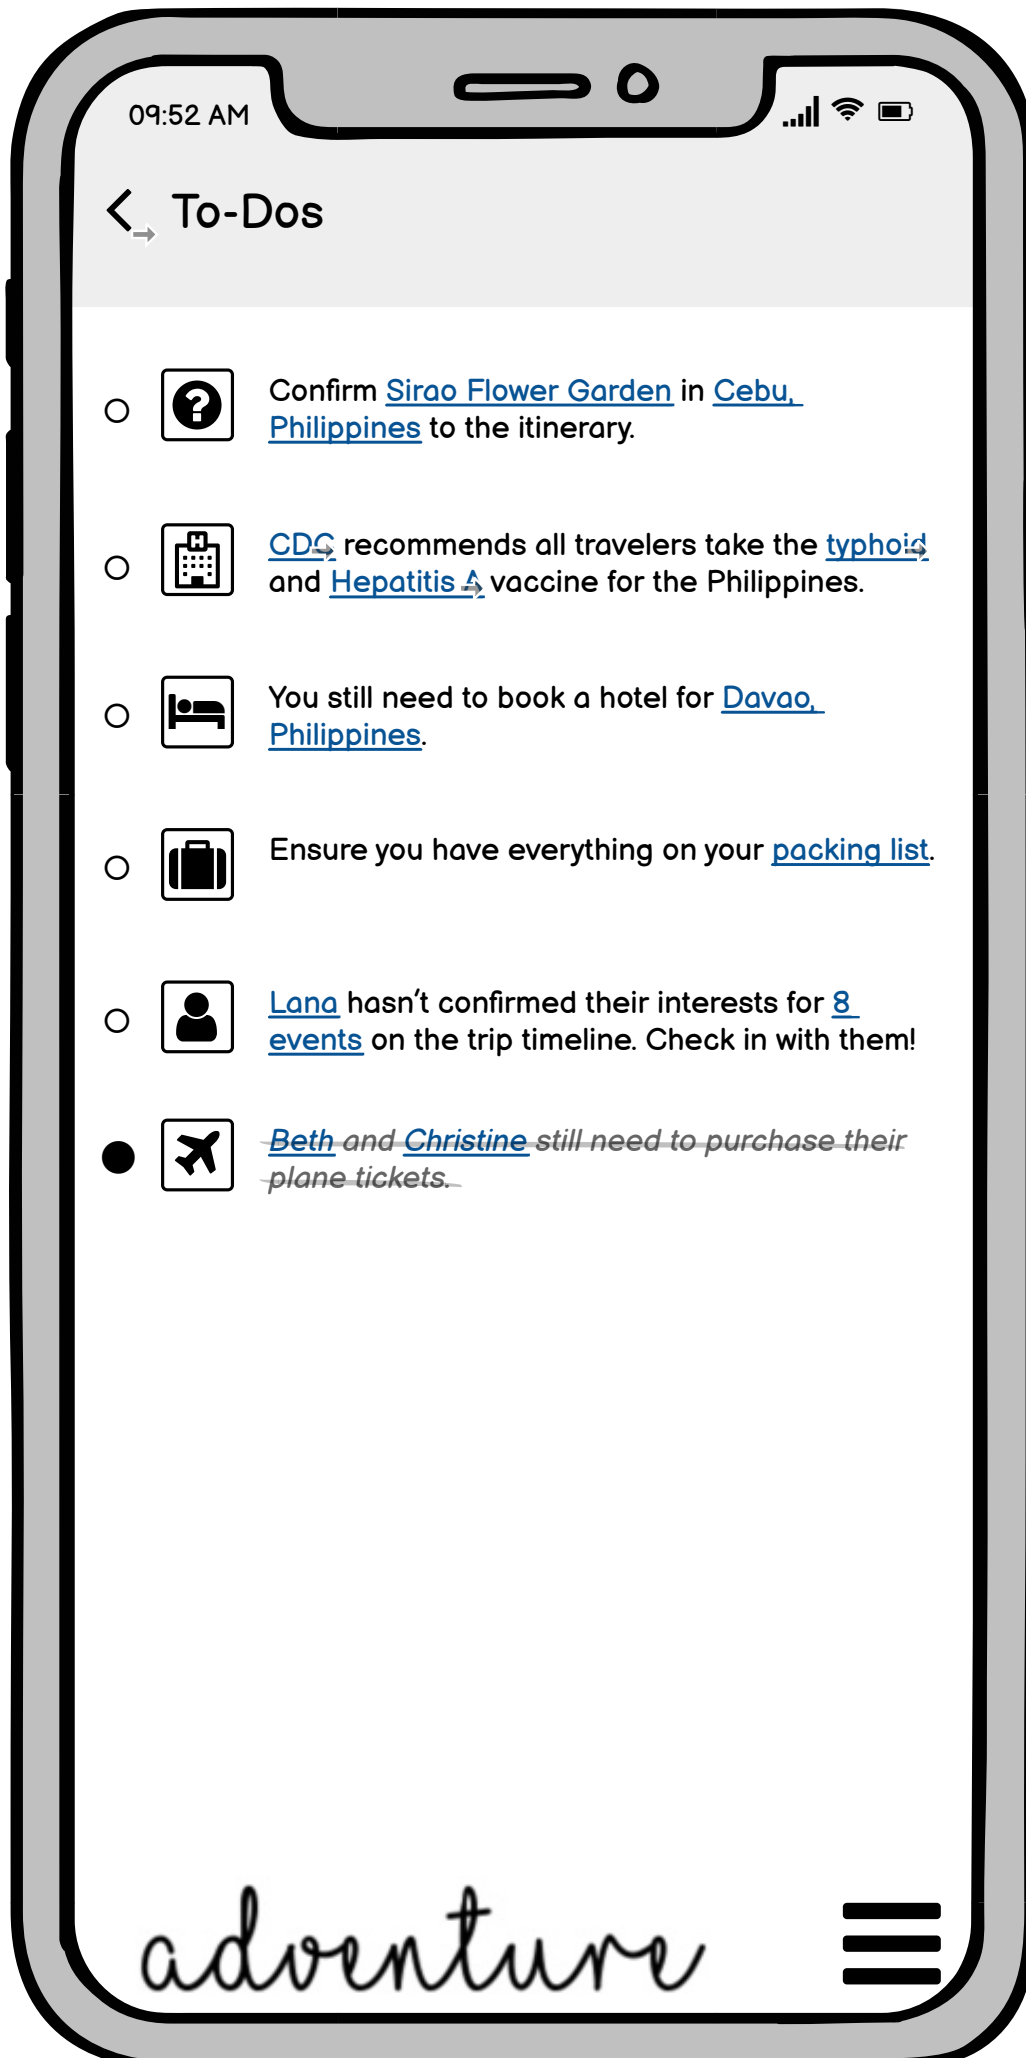 09:52 AM
To-Dos
Confirm Sirao Flower Garden in Cebu,
Philippines to the itinerary.
H
CDC recommends all travelers take the typhoid
and Hepatitis A vaccine for the Philippines.
You still need to book a hotel for Davao,
Philippines.
Ensure you have everything on your packing list.
Lana hasn't confirmed their interests for 8
events on the trip timeline. Check in with them!
Beth and Christine still need to purchase their
plane tickets.
adventure